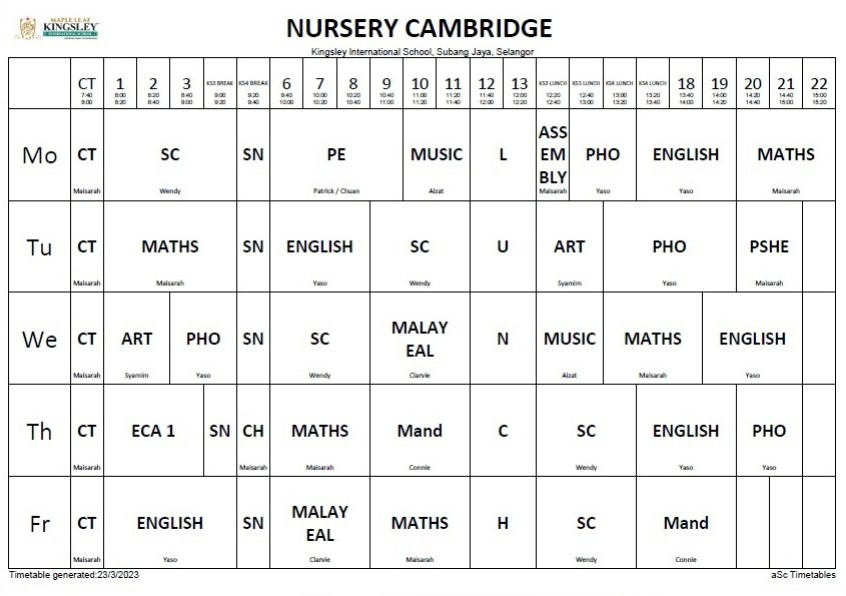 MAPLE LEAF
KINGSLEY
INTERNATIONAL SCHOOL
NURSERY CAMBRIDGE
Kingsley International School, Subang Jaya, Selangor
CT 1 2 3 KS3 BREAK KS4 BREAK 6 7 8 9 10 11 12 13 KS2 LUNCH KS3 LUNCH KS4 LUNCH KS4 LUNCH 18 19 20 21 22
7:40 8:00 8:20 8:40 9:00 9:20 9:40 10:00 10:20 10:40 11:00 11:20 11:40 12:00 12:20 12:40 13:00 13:20 13:40 14:00 14:20 14:40 15:00
8:00 8:20 8:40 9:00 9:20 9:40 10:00 10:20 10:40 11:00 11:20 11:40 12:00 12:20 12:40 13:00 13:20 13:40 14:00 14:20 14:40 15:00 15:20
Mo CT SC SN PE MUSIC L ASS EM BLY PHO ENGLISH MATHS
Maisarah Wendy Patrick / Chuan Aizat Maisarah Yaso Yaso Maisarah
Tu CT MATHS SN ENGLISH SC U ART PHO PSHE
Maisarah Maisarah Yaso Wendy Syamim Yaso Maisarah
We CT ART PHO SN SC MALAY EAL N MUSIC MATHS ENGLISH
Maisarah Syamim Yaso Wendy Clarvie Aizat Maisarah Yaso
Th CT ECA 1 SN CH MATHS Mand C SC ENGLISH PHO
Maisarah Maisarah Maisarah Connie Wendy Yaso Yaso
Fr CT ENGLISH SN MALAY EAL MATHS H SC Mand
Maisarah Yaso Clarvie Maisarah Wendy Connie
Timetable generated:23/3/2023
aSc Timetables